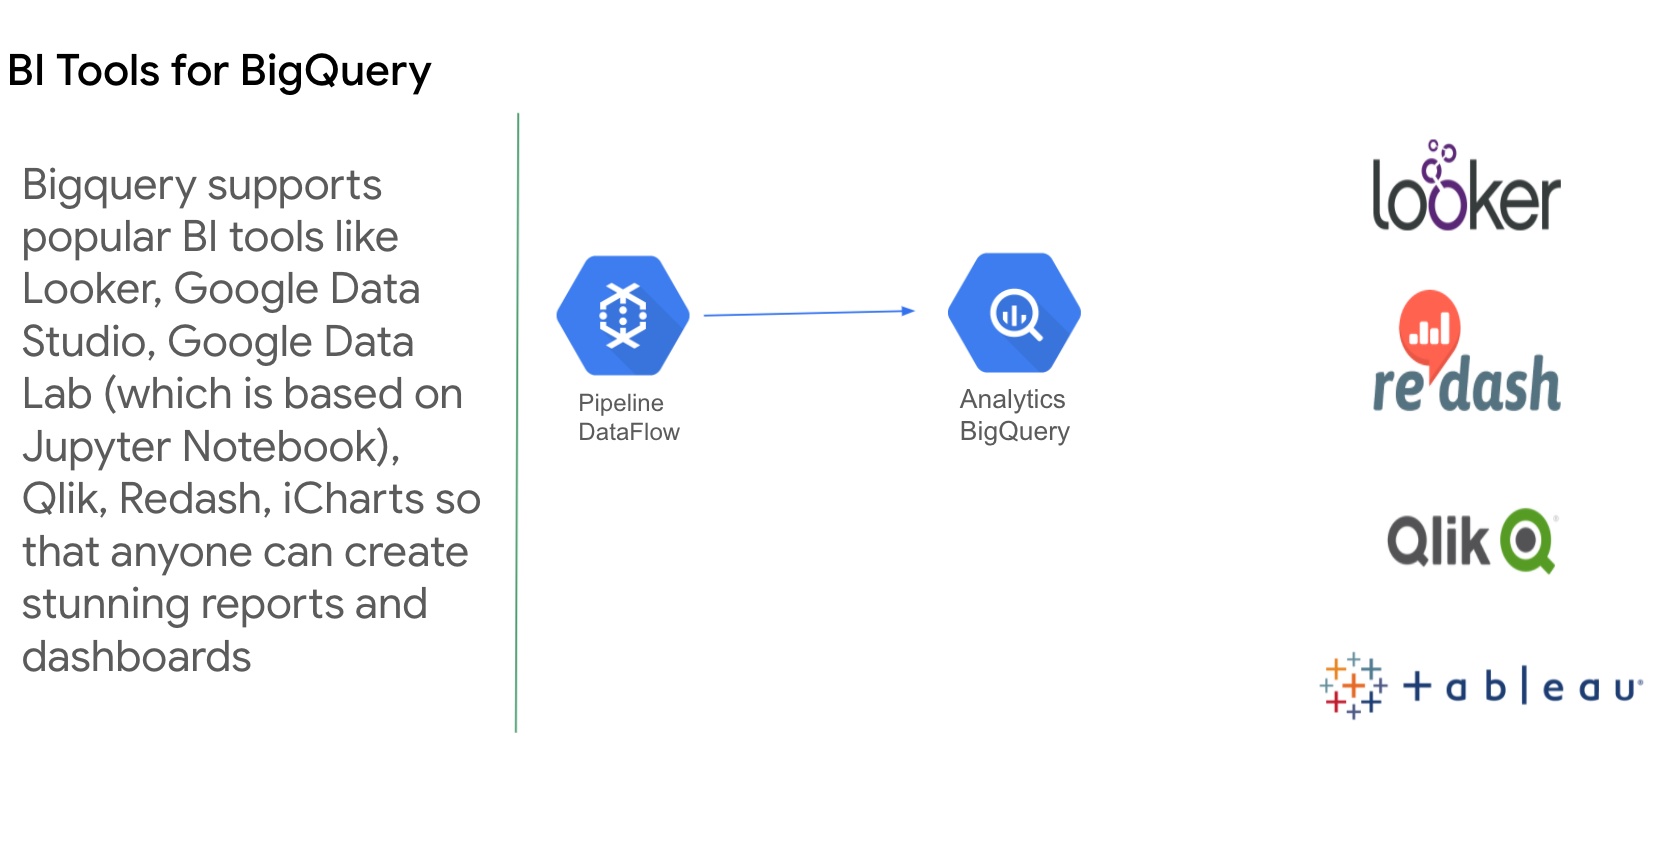 BI Tools for BigQuery
Bigquery supports
popular BI tools like
Looker, Google Data
Studio, Google Data
Lab (which is based on
Jupyter Notebook),
Qlik, Redash, iCharts so
that anyone can create
stunning reports and
dashboards
Pipeline
DataFlow
Analytics
BigQuery
looker
redash
Qlik
®
+ableau®